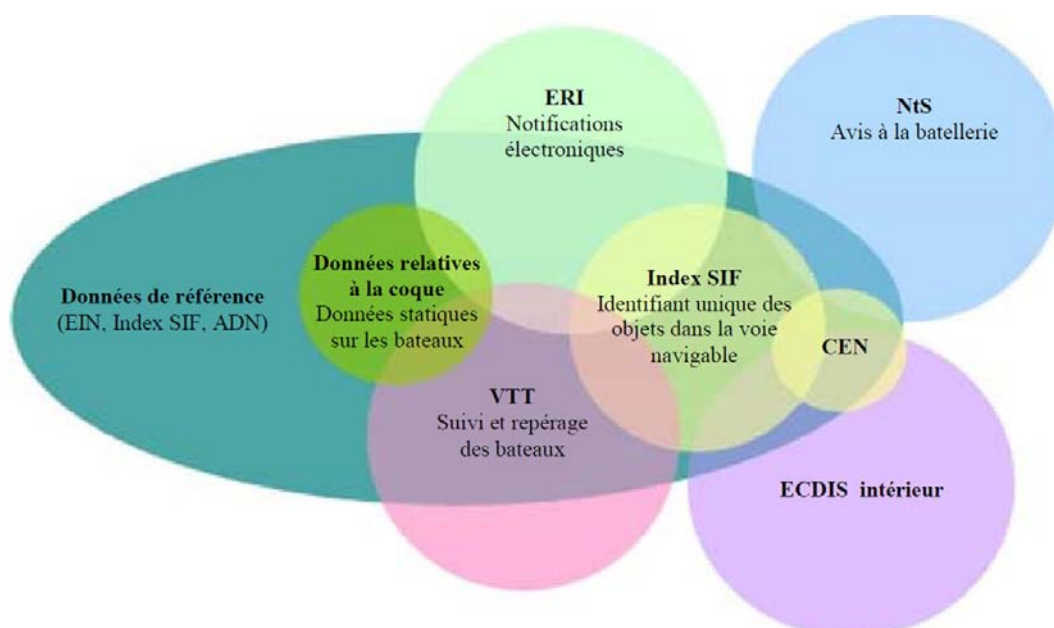 ERI
Notifications
électroniques
NtS
Avis à la batellerie
Données relatives
à la coque
Données statiques
sur les bateaux
Données de référence
(EIN, Index SIF, ADN)
Index SIF
Identifiant unique des
objets dans la voie
navigable
CEN
VTT
Suivi et repérage
des bateaux
ECDIS intérieur